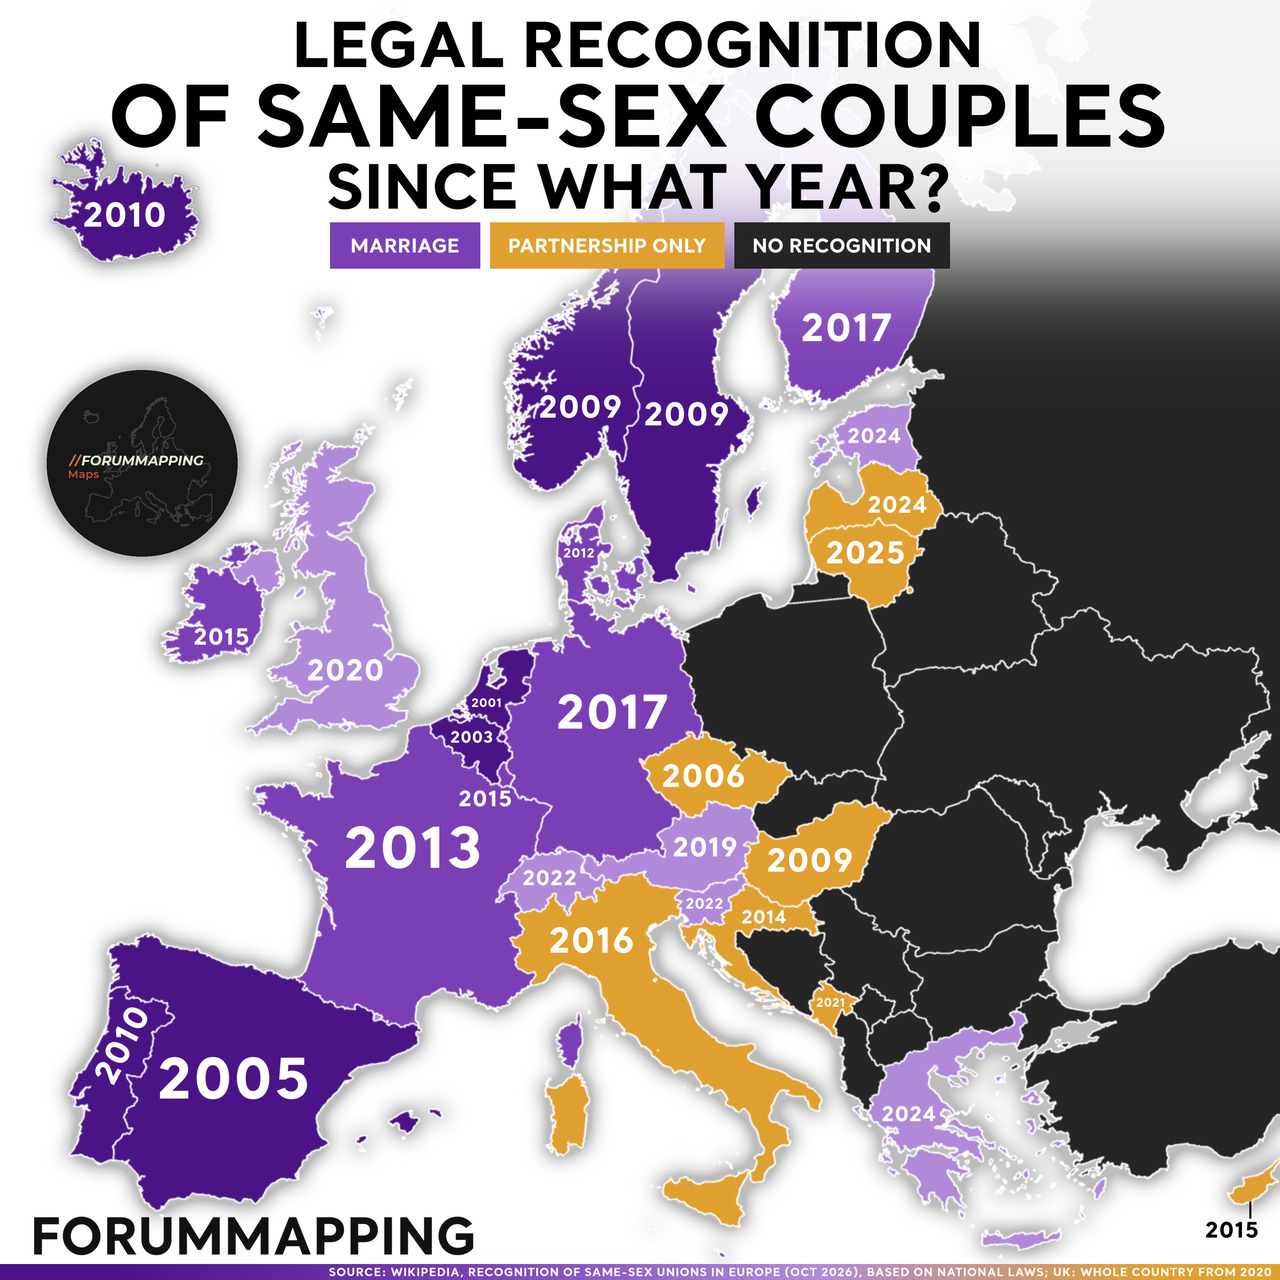 LEGAL RECOGNITION
OF SAME-SEX COUPLES
SINCE WHAT YEAR?
MARRIAGE
PARTNERSHIP ONLY
NO RECOGNITION
2010
2017
2009
2009
2024
//FORUMMAPPING
Maps
2024
2025
2012
2015
2020
2001
2003
2017
2015
2006
2013
2019
2009
2022
2022
2014
2016
2021
2010
2005
2024
2015
FORUMMAPPING
SOURCE: WIKIPEDIA, RECOGNITION OF SAME-SEX UNIONS IN EUROPE (OCT 2026), BASED ON NATIONAL LAWS; UK: WHOLE COUNTRY FROM 2020